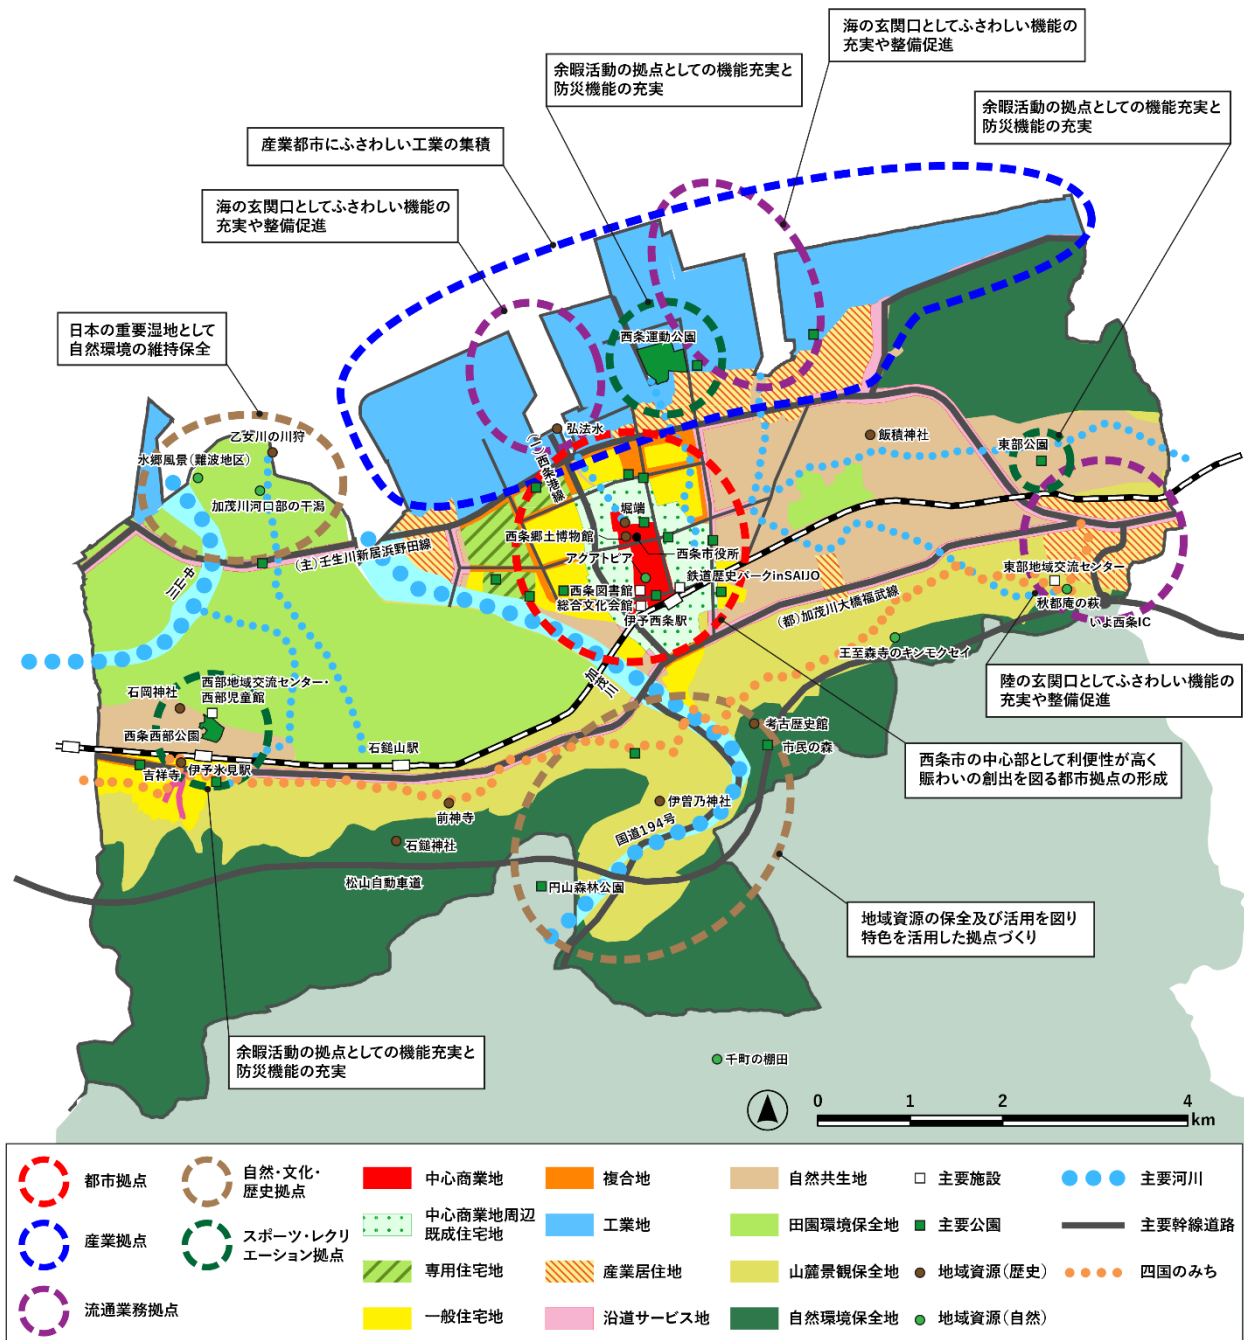 海の玄関口としてふさわしい機能の
充実や整備促進
余暇活動の拠点としての機能充実と
防災機能の充実
余暇活動の拠点としての機能充実と
防災機能の充実
産業都市にふさわしい工業の集積
海の玄関口としてふさわしい機能の
充実や整備促進
日本の重要湿地として
自然環境の維持保全
西条運動公園
乙女川の川狩
弘法水
飯積神社
東部公園
氷郷風景(難波地区)
加茂川河口部の干潟
(一)西条港線
堀端
西条郷土博物館
西条市役所
アクアトピア
鉄道歴史パークinSAIJO
西条図書館
総合文化会館
伊予西条駅
(主)壬生川新居浜野田線
中山川
(都)加茂川大橋福武線
東部地域交流センター
秋都庵の萩
いよ西条IC
王至森寺のキンモクセイ
加茂川
陸の玄関口としてふさわしい機能の
充実や整備促進
西部地域交流センター・
西部児童館
石岡神社
西条西部公園
石鎚山駅
考古歴史館
市民の森
西条市の中心部として利便性が高く
賑わいの創出を図る都市拠点の形成
吉祥寺
伊予氷見駅
前神寺
伊曽乃神社
国道194号
石鎚神社
松山自動車道
円山森林公園
地域資源の保全及び活用を図り
特色を活用した拠点づくり
余暇活動の拠点としての機能充実と
防災機能の充実
千町の棚田
0 1 2 4
km
都市拠点
産業拠点
流通業務拠点
自然・文化・
歴史拠点
スポーツ・レクリ
エーション拠点
中心商業地
中心商業地周辺
既成住宅地
専用住宅地
一般住宅地
複合地
工業地
産業居住地
沿道サービス地
自然共生地
田園環境保全地
山麓景観保全地
自然環境保全地
主要施設
主要公園
地域資源(歴史)
地域資源(自然)
主要河川
主要幹線道路
四国のみち